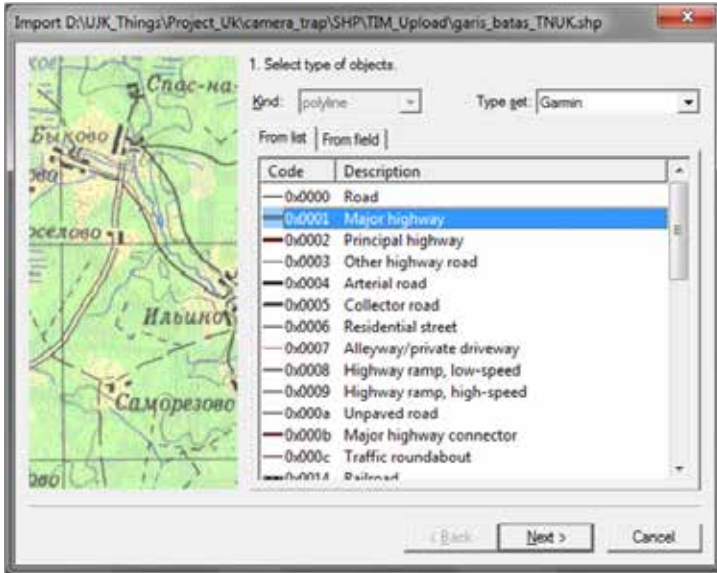 Import D:\UJK_Things\Project_Uk\camera_trap\SHP\TIM_Upload\garis_batas_TNUK.shp
1. Select type of objects.
Kind: polyline Type set: Garmin
From list From field
Code Description
0x0000 Road
0x0001 Major highway
0x0002 Principal highway
0x0003 Other highway road
0x0004 Arterial road
0x0005 Collector road
0x0006 Residential street
0x0007 Alleyway/private driveway
0x0008 Highway ramp, low-speed
0x0009 Highway ramp, high-speed
0x000a Unpaved road
0x000b Major highway connector
0x000c Traffic roundabout
0x0014 Railroad
Спас-на-
Быково
оселово
Ильино
Саморезово
ово
< Back Next > Cancel